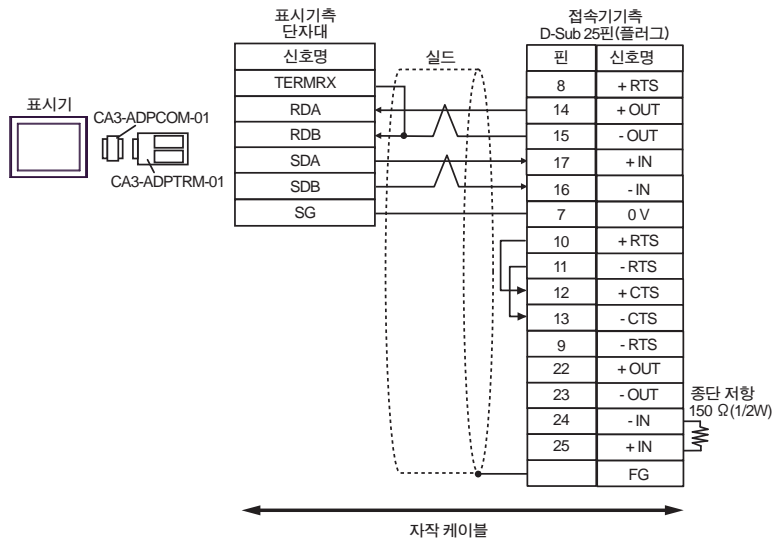 표시기측
단자대
접속기기측
D-Sub 25핀(플러그)
신호명
실드
핀 신호명
TERMRX
8 +RTS
표시기
CA3-ADPCOM-01
RDA
14 +OUT
RDB
15 -OUT
SDA
17 +IN
CA3-ADPTRM-01
SDB
16 -IN
SG
7 0 V
10 +RTS
11 -RTS
12 +CTS
13 -CTS
9 -RTS
22 +OUT
23 -OUT
종단 저항
150 Ω(1/2W)
24 -IN
25 +IN
FG
자작 케이블